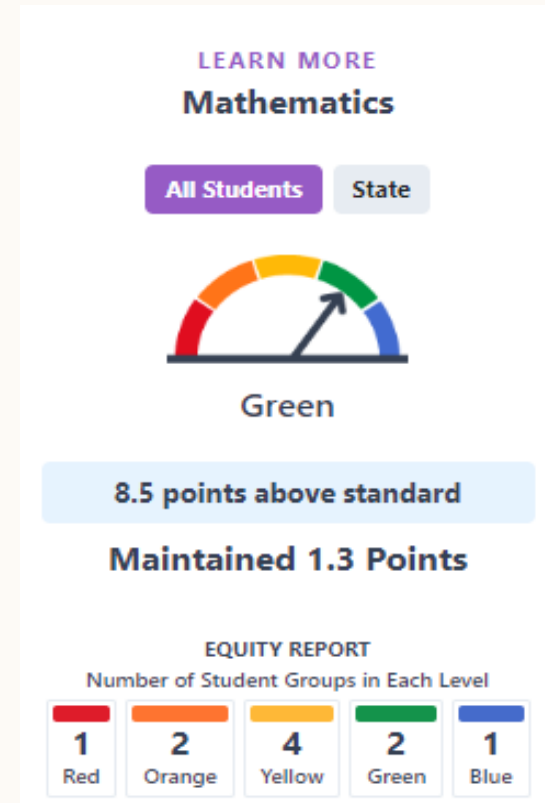 LEARN MORE
Mathematics
All Students State
Green
8.5 points above standard
Maintained 1.3 Points
EQUITY REPORT
Number of Student Groups in Each Level
1 2 4 2 1
Red Orange Yellow Green Blue